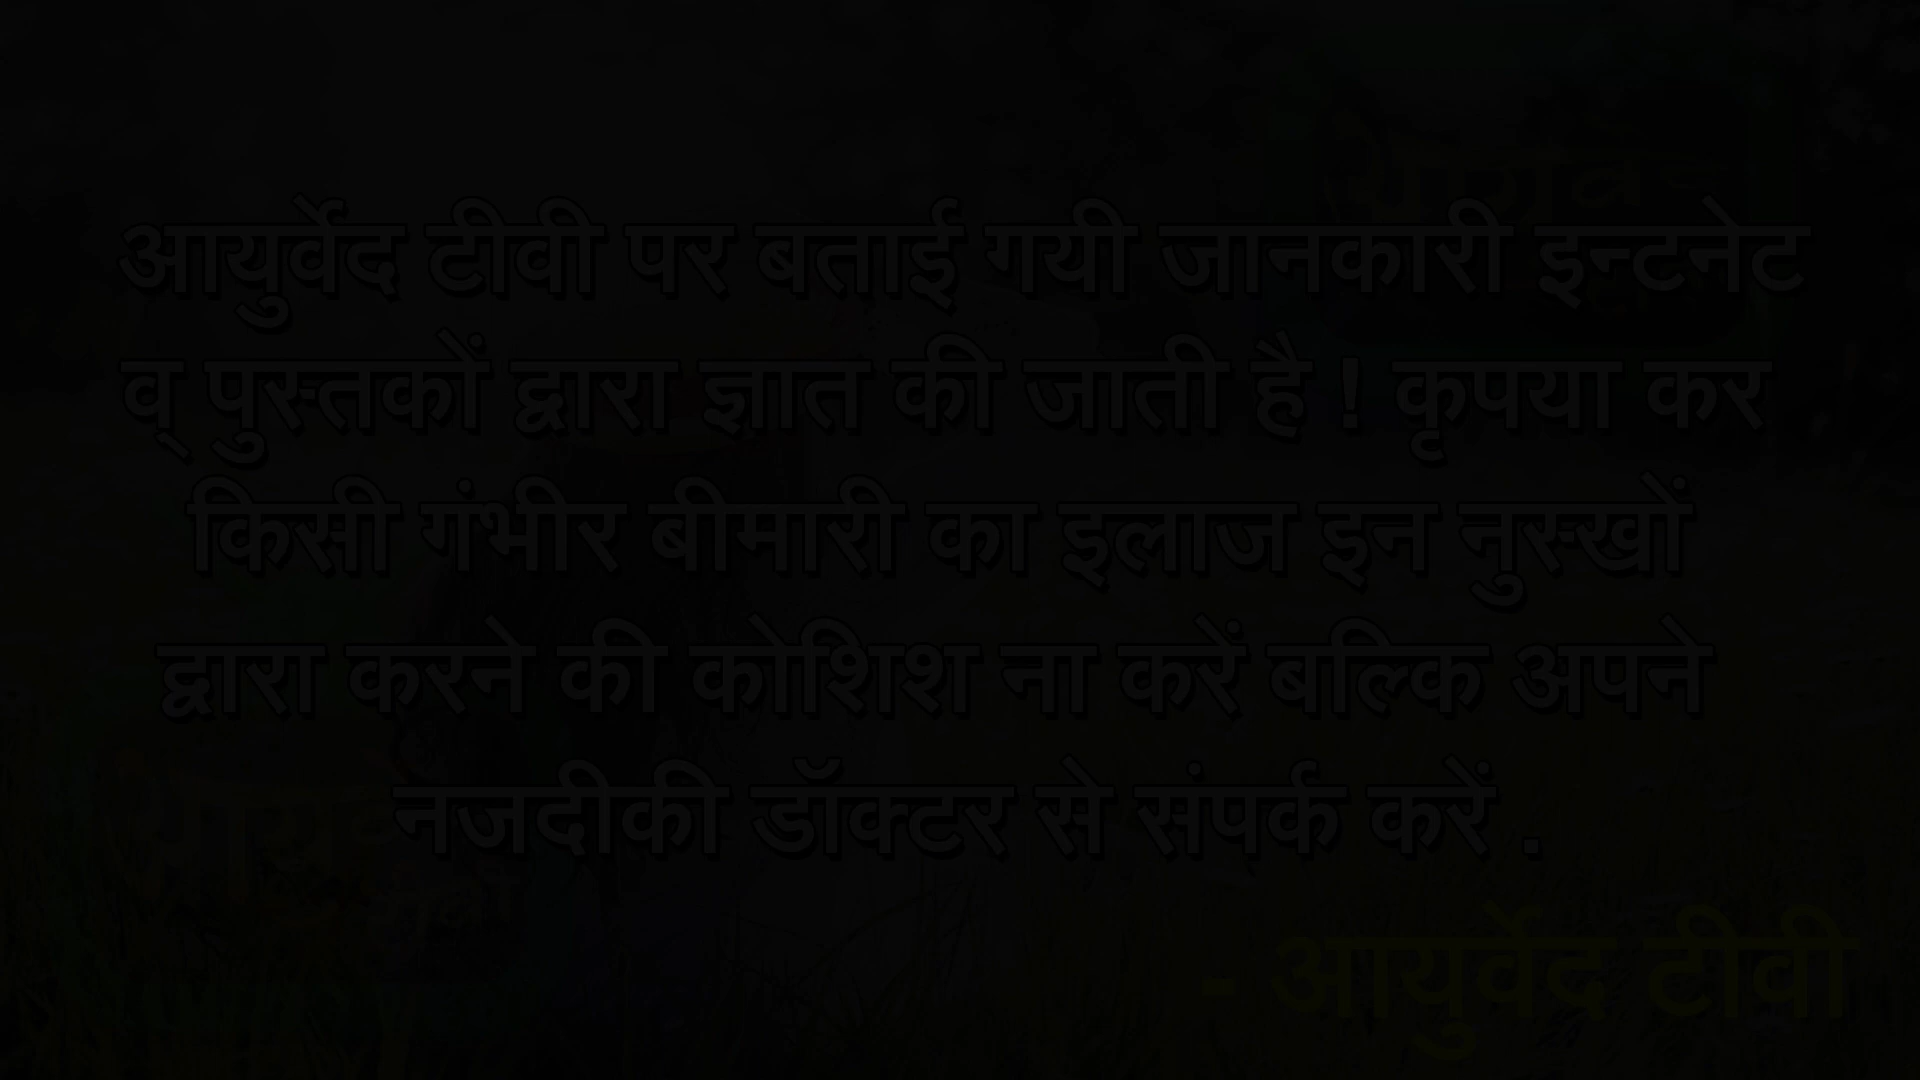 आयुर्वेद टीवी पर बताई गयी जानकारी इन्टनेट
व् पुस्तकों द्वारा ज्ञात की जाती है ! कृपया कर
किसी गंभीर बीमारी का इलाज इन नुस्खों
द्वारा करने की कोशिश ना करें बल्कि अपने
नजदीकी डॉक्टर से संपर्क करें .
- आयुर्वेद टीवी